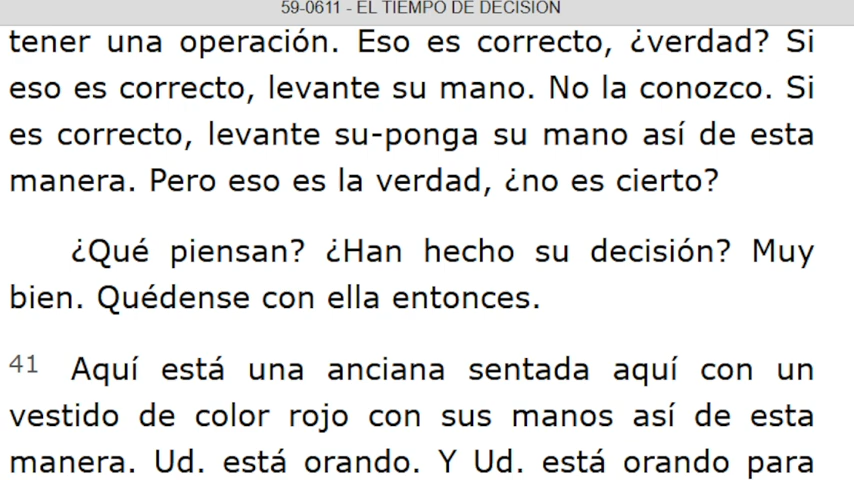 59-0611 - EL TIEMPO DE DECISIÓN
tener una operación. Eso es correcto, ¿verdad? Si
eso es correcto, levante su mano. No la conozco. Si
es correcto, levante su-ponga su mano así de esta
manera. Pero eso es la verdad, ¿no es cierto?
¿Qué piensan? ¿Han hecho su decisión? Muy
bien. Quédense con ella entonces.
41 Aquí está una anciana sentada aquí con un
vestido de color rojo con sus manos así de esta
manera. Ud. está orando. Y Ud. está orando para